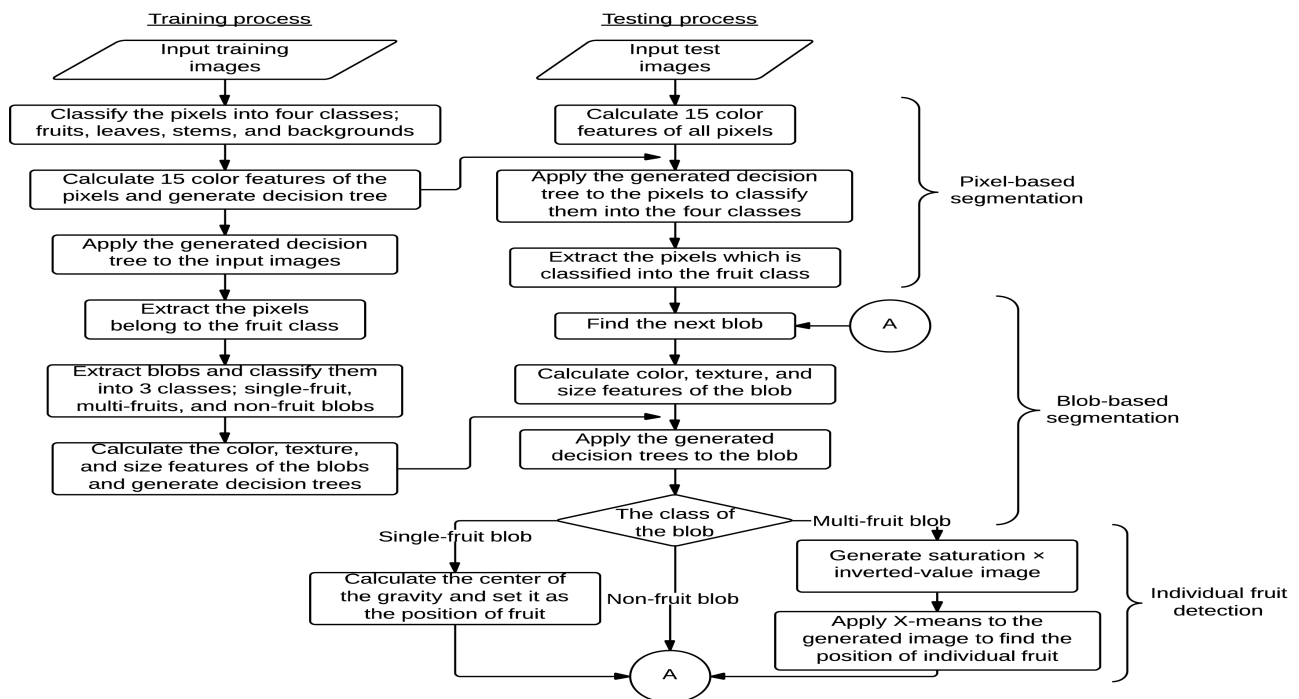 Training process
Input training
images
Classify the pixels into four classes;
fruits, leaves, stems, and backgrounds
Calculate 15 color features of the
pixels and generate decision tree
Apply the generated decision
tree to the input images
Extract the pixels
belong to the fruit class
Extract blobs and classify them
into 3 classes; single-fruit,
multi-fruits, and non-fruit blobs
Calculate the color, texture,
and size features of the blobs
and generate decision trees
Testing process
Input test
images
Calculate 15 color
features of all pixels
Apply the generated decision
tree to the pixels to classify
them into the four classes
Extract the pixels which is
classified into the fruit class
Find the next blob
A
Calculate color, texture, and
size features of the blob
Apply the generated
decision trees to the blob
The class of
the blob
Single-fruit blob
Calculate the center of
the gravity and set it as
the position of fruit
Non-fruit blob
Multi-fruit blob
Generate saturation ×
inverted-value image
Apply X-means to the
generated image to find the
position of individual fruit
A
Pixel-based
segmentation
Blob-based
segmentation
Individual fruit
detection